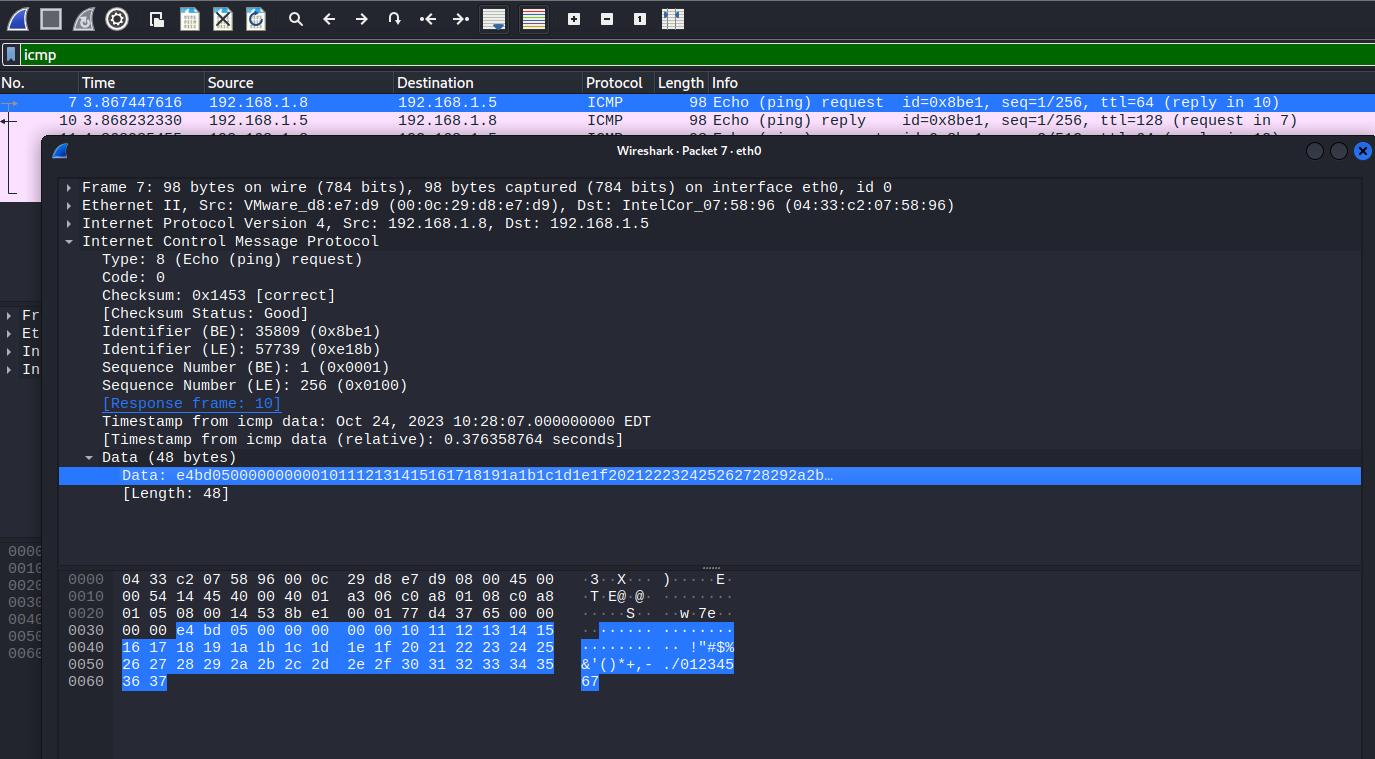 icmp
No. Time Source Destination Protocol Length Info
7 3.867447616 192.168.1.8 192.168.1.5 ICMP 98 Echo (ping) request id=0x8be1, seq=1/256, ttl=64 (reply in 10)
10 3.868232330 192.168.1.5 192.168.1.8 ICMP 98 Echo (ping) reply id=0x8be1, seq=1/256, ttl=128 (request in 7)
Wireshark · Packet 7 · eth0
Frame 7: 98 bytes on wire (784 bits), 98 bytes captured (784 bits) on interface eth0, id 0
Ethernet II, Src: VMware_d8:e7:d9 (00:0c:29:d8:e7:d9), Dst: IntelCor_07:58:96 (04:33:c2:07:58:96)
Internet Protocol Version 4, Src: 192.168.1.8, Dst: 192.168.1.5
Internet Control Message Protocol
Type: 8 (Echo (ping) request)
Code: 0
Checksum: 0x1453 [correct]
[Checksum Status: Good]
Identifier (BE): 35809 (0x8be1)
Identifier (LE): 57739 (0xe18b)
Sequence Number (BE): 1 (0x0001)
Sequence Number (LE): 256 (0x0100)
[Response frame: 10]
Timestamp from icmp data: Oct 24, 2023 10:28:07.000000000 EDT
[Timestamp from icmp data (relative): 0.376358764 seconds]
Data (48 bytes)
Data: e4bd050000000000101112131415161718191a1b1c1d1e1f202122232425262728292a2b…
[Length: 48]
Fr
Et
In
In
0000
0010
0020
0030
0040
0050
0060
0000 04 33 c2 07 58 96 00 0c 29 d8 e7 d9 08 00 45 00 ·3··X··· )·····E·
0010 00 54 14 45 40 00 40 01 a3 06 c0 a8 01 08 c0 a8 ·T·E@·@· ········
0020 01 05 08 00 14 53 8b e1 00 01 77 d4 37 65 00 00 ·····S·· ··w·7e··
0030 00 00 e4 bd 05 00 00 00 00 00 10 11 12 13 14 15 ········ ········
0040 16 17 18 19 1a 1b 1c 1d 1e 1f 20 21 22 23 24 25 ········ ·· !"#$%
0050 26 27 28 29 2a 2b 2c 2d 2e 2f 30 31 32 33 34 35 &'()*+,- ./012345
0060 36 37 67